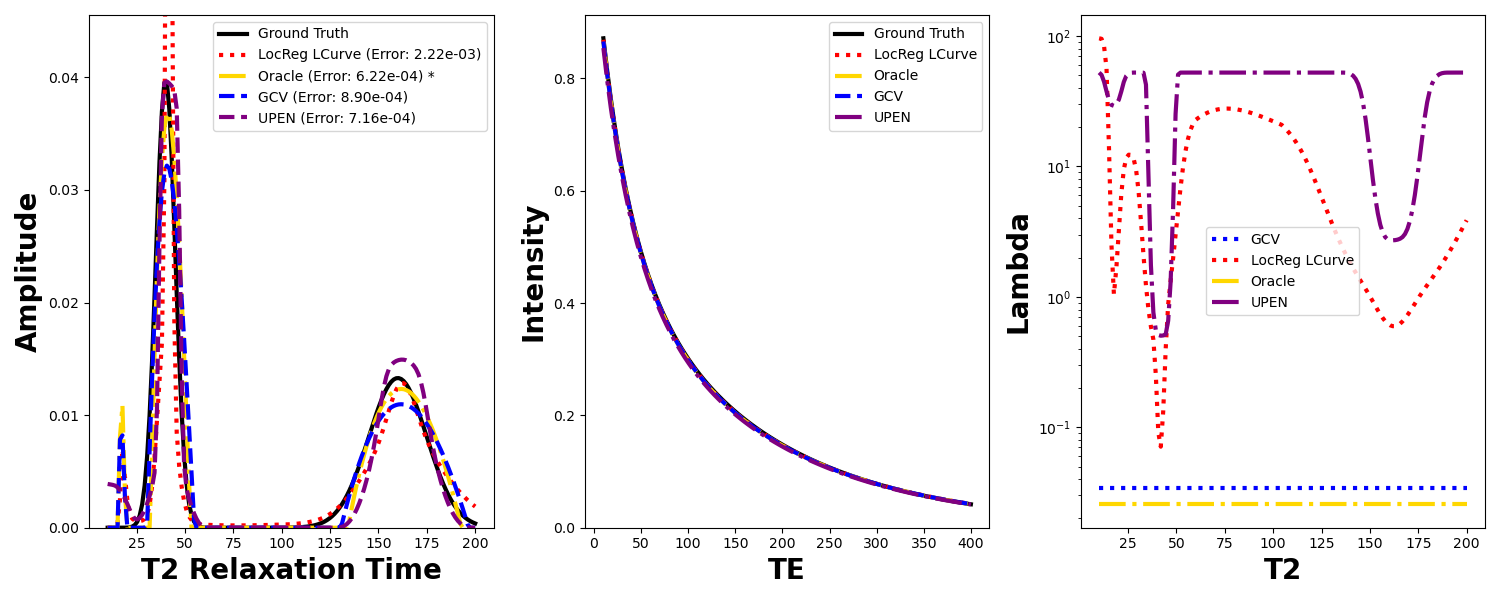 Amplitude
0.04
0.03
0.02
0.01
0.00
25
50
75
100
125
150
175
200
T2 Relaxation Time
Ground Truth
LocReg LCurve (Error: 2.22e-03)
Oracle (Error: 6.22e-04) *
GCV (Error: 8.90e-04)
UPEN (Error: 7.16e-04)
Intensity
0.8
0.6
0.4
0.2
0.0
0
50
100
150
200
250
300
350
400
TE
Ground Truth
LocReg LCurve
Oracle
GCV
UPEN
Lambda
10²
10¹
10⁰
10⁻¹
25
50
75
100
125
150
175
200
T2
GCV
LocReg LCurve
Oracle
UPEN